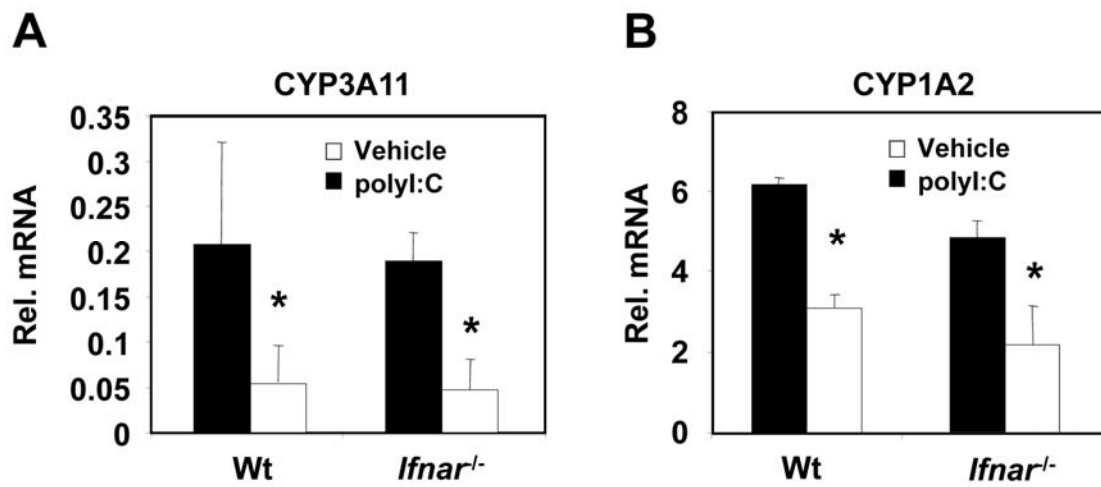 A
CYP3A11
Rel. mRNA
0.35
0.3
0.25
0.2
0.15
0.1
0.05
0
Vehicle
polyI:C
*
*
Wt
Ifnar-/-
B
CYP1A2
Rel. mRNA
8
6
4
2
0
Vehicle
polyI:C
*
*
Wt
Ifnar-/-